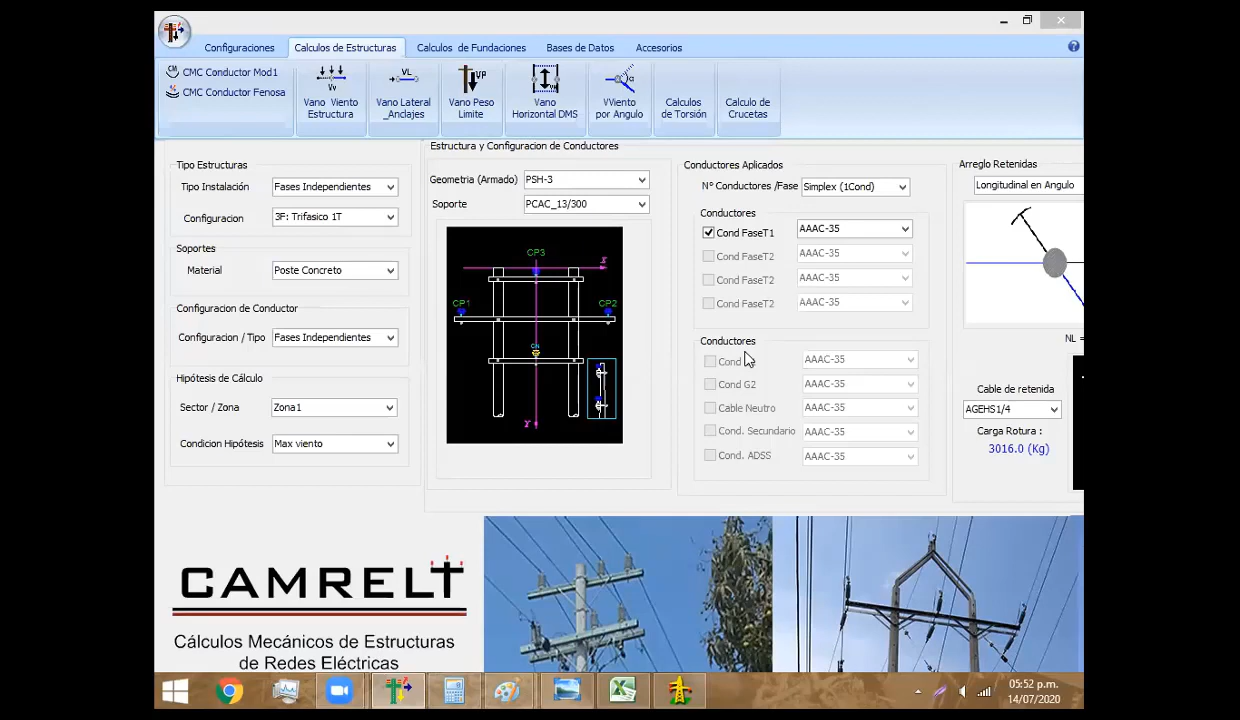 Configuraciones
Calculos de Estructuras
Calculos de Fundaciones
Bases de Datos
Accesorios
CMC Conductor Mod1
CMC Conductor Fenosa
Vano Viento
Estructura
VL
Vano Lateral
_Anclajes
VP
Vano Peso
Limite
Vano
Horizontal DMS
VViento
por Angulo
Calculos
de Torsión
Calculo de
Crucetas
Tipo Estructuras
Tipo Instalación
Fases Independientes
Configuracion
3F: Trifasico 1T
Soportes
Material
Poste Concreto
Configuracion de Conductor
Configuracion / Tipo
Fases Independientes
Hipótesis de Cálculo
Sector / Zona
Zona1
Condicion Hipótesis
Max viento
Estructura y Configuracion de Conductores
Geometria (Armado)
PSH-3
Soporte
PCAC_13/300
CP3
X
CP1
CP2
CN
Y
Conductores Aplicados
Nº Conductores /Fase
Simplex (1Cond)
Conductores
Cond FaseT1
AAAC-35
Cond FaseT2
AAAC-35
Cond FaseT2
AAAC-35
Cond FaseT2
AAAC-35
Conductores
Cond
AAAC-35
Cond G2
AAAC-35
Cable Neutro
AAAC-35
Cond. Secundario
AAAC-35
Cond. ADSS
AAAC-35
Arreglo Retenidas
Longitudinal en Angulo
NL =
Cable de retenida
AGEHS1/4
Carga Rotura :
3016.0 (Kg)
CAMRELT
Cálculos Mecánicos de Estructuras
de Redes Eléctricas
05:52 p.m.
14/07/2020